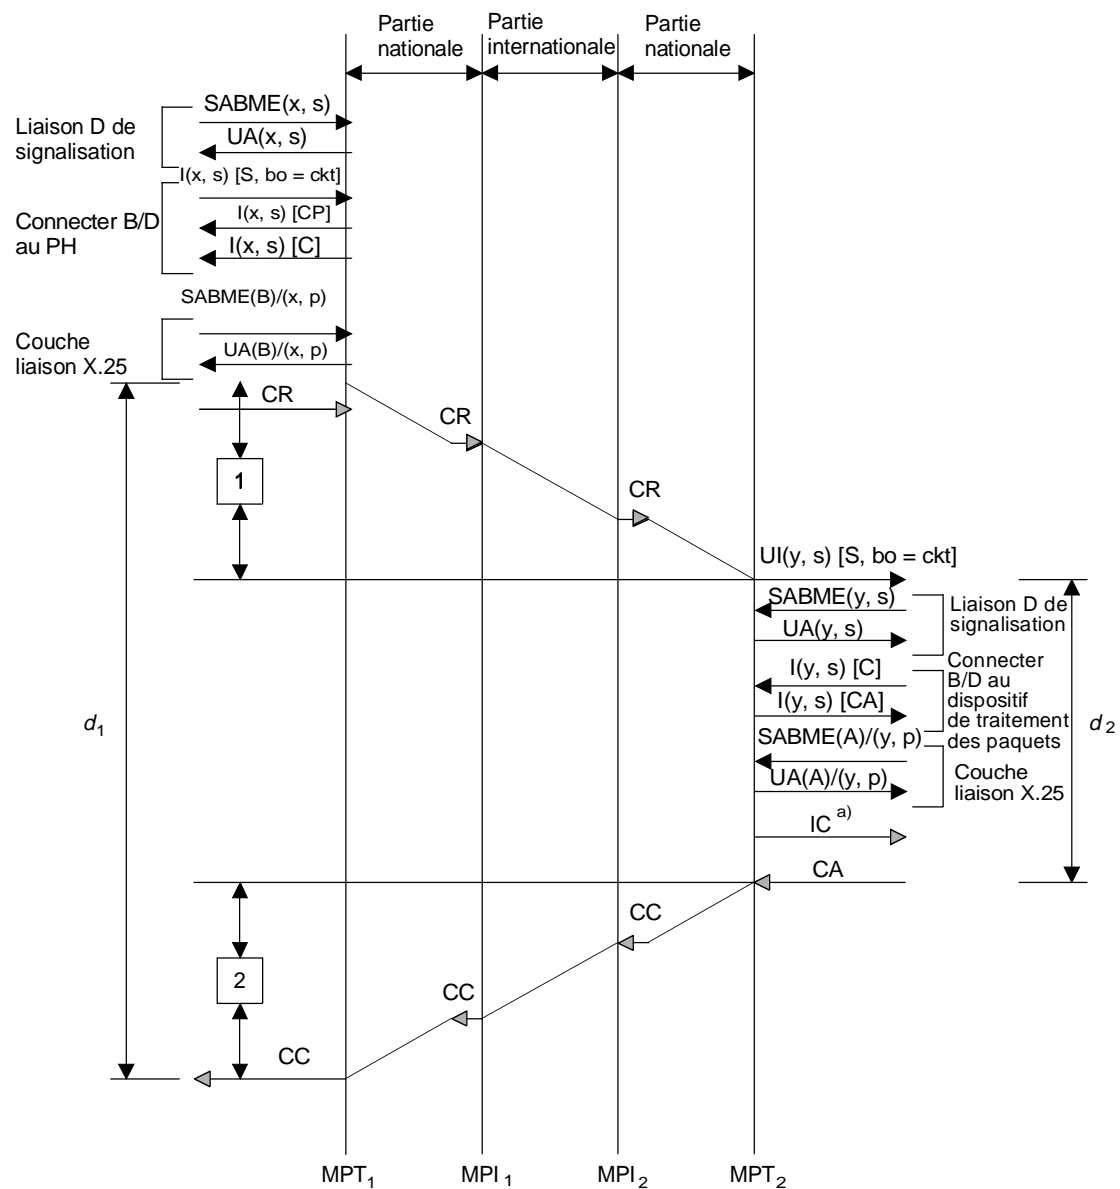 Partie
nationale
Partie
internationale
Partie
nationale
SABME(x, s)
Liaison D de
signalisation
UA(x, s)
I(x, s) [S, bo = ckt]
Connecter B/D
au PH
I(x, s) [CP]
I(x, s) [C]
SABME(B)/(x, p)
Couche
liaison X.25
UA(B)/(x, p)
CR
CR
1
CR
UI(y, s) [S, bo = ckt]
SABME(y, s)
Liaison D de
signalisation
UA(y, s)
I(y, s) [C]
Connecter
B/D au
dispositif
de traitement
des paquets
I(y, s) [CA]
d1
d2
SABME(A)/(y, p)
UA(A)/(y, p)
Couche
liaison X.25
IC a)
CA
CC
2
CC
CC
MPT1
MPI1
MPI2
MPT2